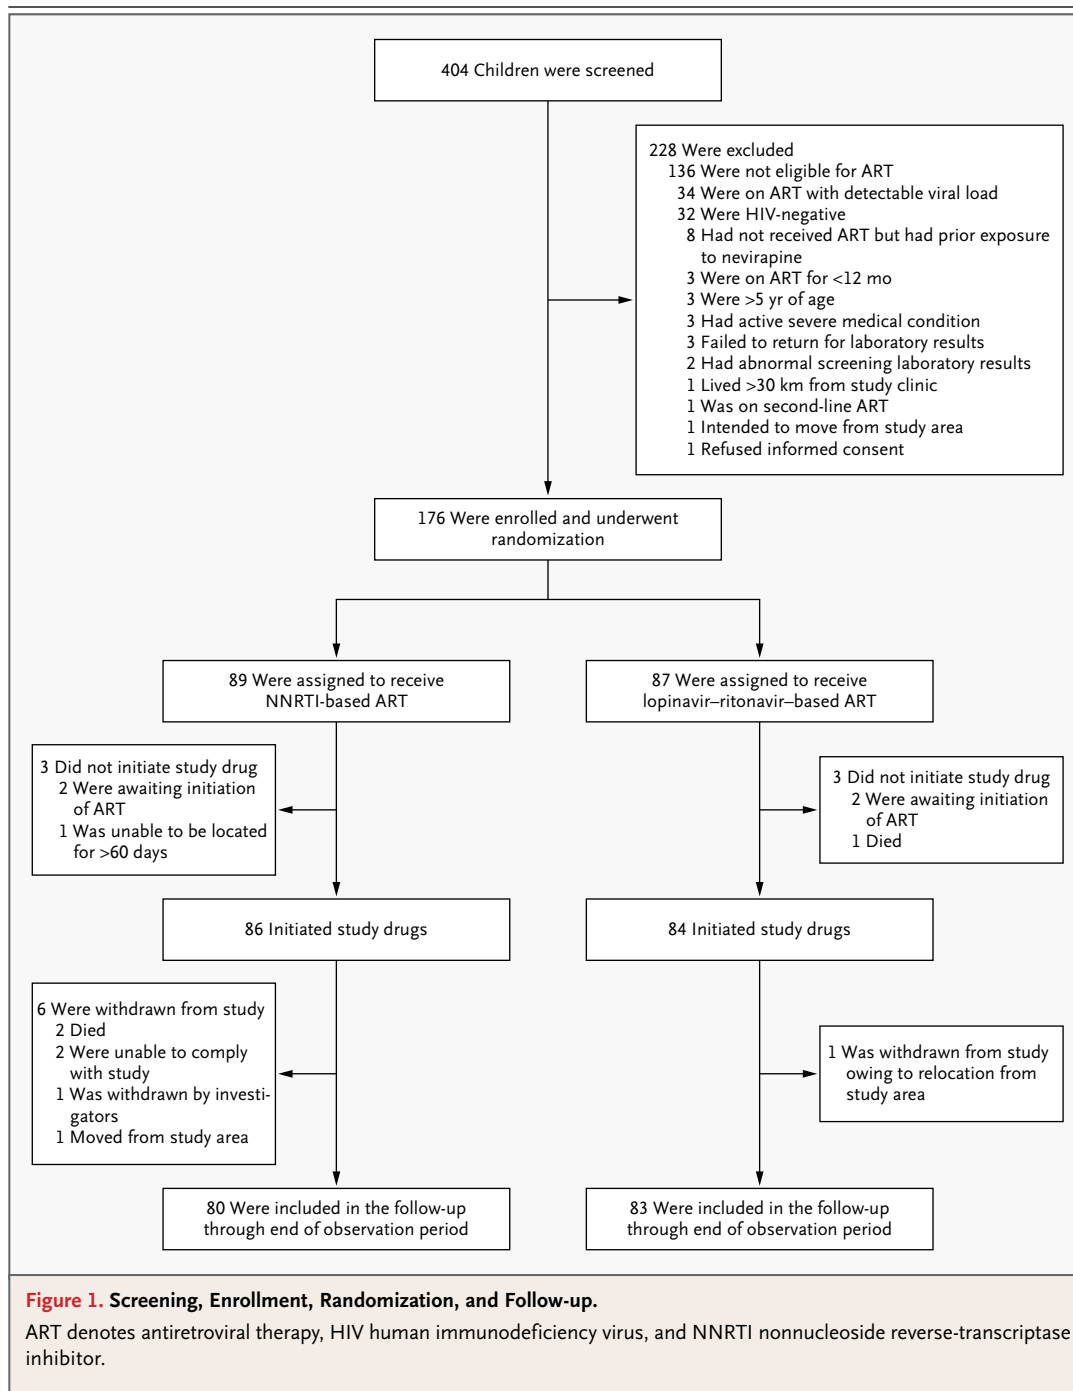 404 Children were screened
228 Were excluded
136 Were not eligible for ART
34 Were on ART with detectable viral load
32 Were HIV-negative
8 Had not received ART but had prior exposure
to nevirapine
3 Were on ART for <12 mo
3 Were >5 yr of age
3 Had active severe medical condition
3 Failed to return for laboratory results
2 Had abnormal screening laboratory results
1 Lived >30 km from study clinic
1 Was on second-line ART
1 Intended to move from study area
1 Refused informed consent
176 Were enrolled and underwent
randomization
89 Were assigned to receive
NNRTI-based ART
87 Were assigned to receive
lopinavir–ritonavir–based ART
3 Did not initiate study drug
2 Were awaiting initiation
of ART
1 Was unable to be located
for >60 days
3 Did not initiate study drug
2 Were awaiting initiation
of ART
1 Died
86 Initiated study drugs
84 Initiated study drugs
6 Were withdrawn from study
2 Died
2 Were unable to comply
with study
1 Was withdrawn by investi-
gators
1 Moved from study area
1 Was withdrawn from study
owing to relocation from
study area
80 Were included in the follow-up
through end of observation period
83 Were included in the follow-up
through end of observation period
Figure 1. Screening, Enrollment, Randomization, and Follow-up.
ART denotes antiretroviral therapy, HIV human immunodeficiency virus, and NNRTI nonnucleoside reverse-transcriptase
inhibitor.